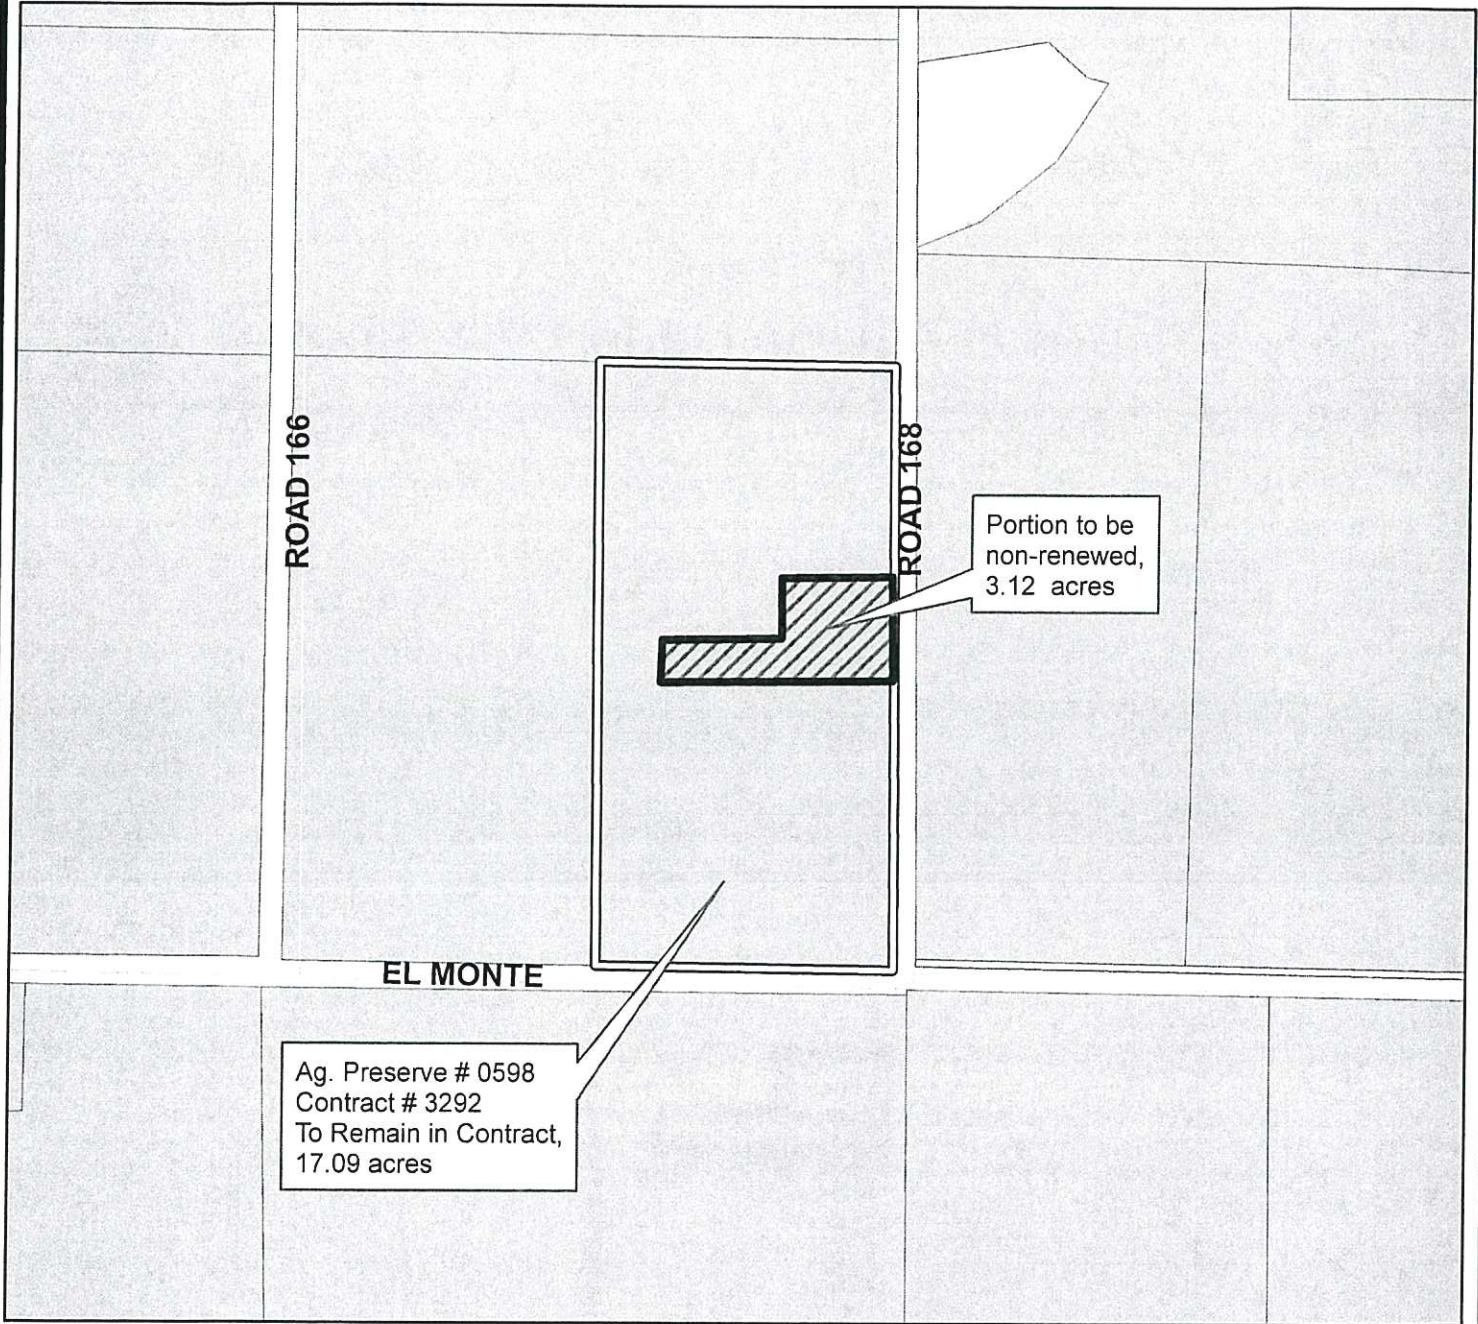 ROAD 166
ROAD 168
Portion to be
non-renewed,
3.12 acres
EL MONTE
Ag. Preserve # 0598
Contract # 3292
To Remain in Contract,
17.09 acres